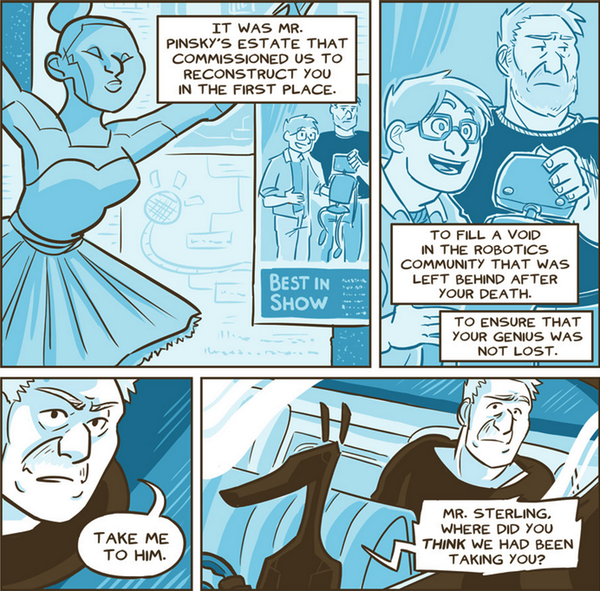 IT WAS MR.
PINSKY'S ESTATE THAT
COMMISSIONED US TO
RECONSTRUCT YOU
IN THE FIRST PLACE.
BEST IN
SHOW
TO FILL A VOID
IN THE ROBOTICS
COMMUNITY THAT WAS
LEFT BEHIND AFTER
YOUR DEATH.
TO ENSURE THAT
YOUR GENIUS WAS
NOT LOST.
TAKE ME
TO HIM.
MR. STERLING,
WHERE DID YOU
THINK WE HAD BEEN
TAKING YOU?